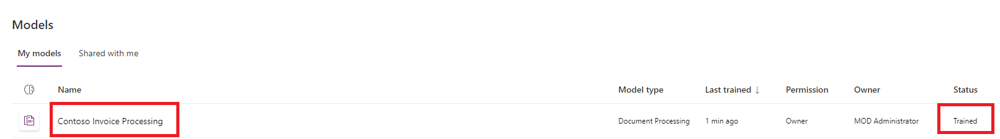 Models
My models Shared with me
Name Model type Last trained ↓ Permission Owner Status
Contoso Invoice Processing Document Processing 1 min ago Owner MOD Administrator Trained